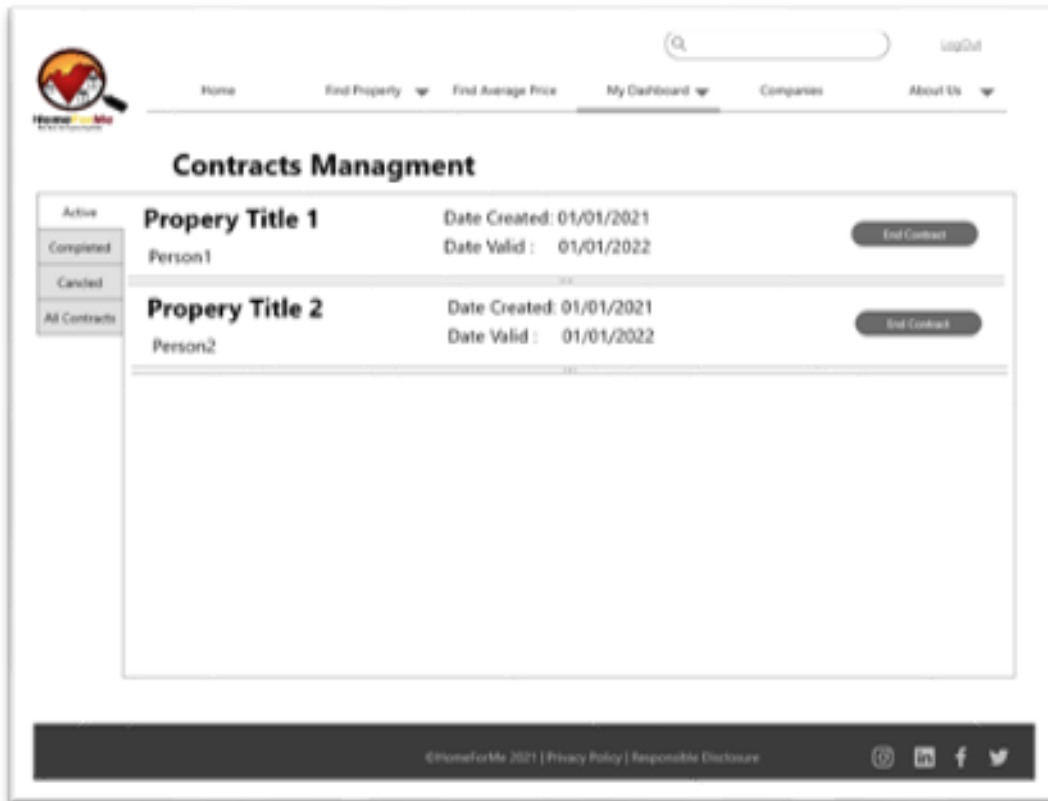 LogOut
Home Find Property Find Average Price My Dashboard Companies About Us
HomeForMe
Contracts Managment
Active
Completed
Cancled
All Contracts
Propery Title 1
Person1
Date Created: 01/01/2021
Date Valid : 01/01/2022
End Contract
Propery Title 2
Person2
Date Created: 01/01/2021
Date Valid : 01/01/2022
End Contract
©HomeForMe 2021 | Privacy Policy | Responsible Disclosure